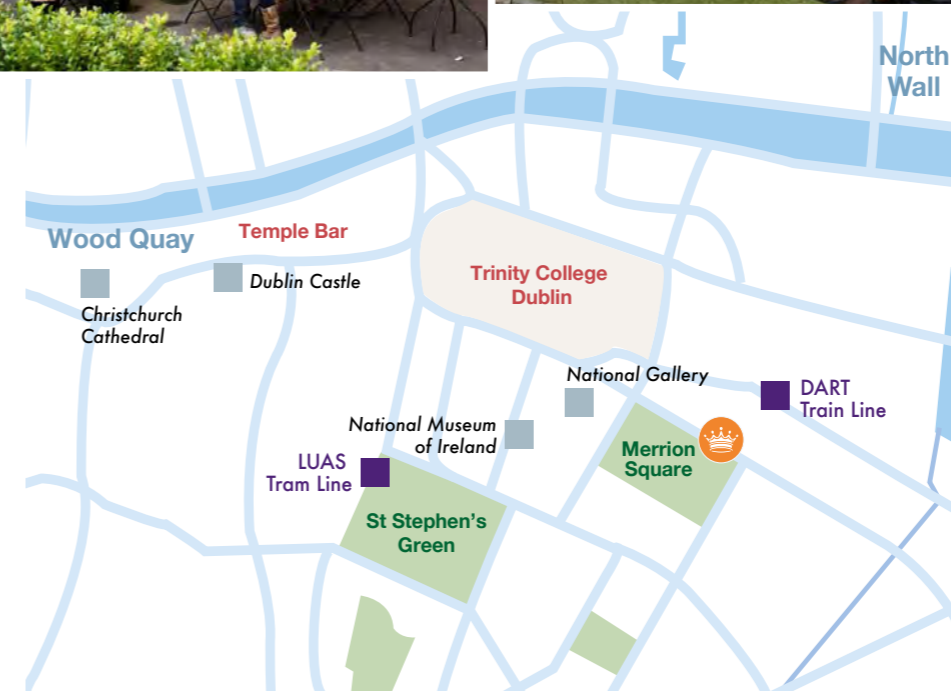 North
Wall
Wood Quay
Temple Bar
Dublin Castle
Christchurch
Cathedral
Trinity College
Dublin
National Gallery
DART
Train Line
National Museum
of Ireland
Merrion
Square
LUAS
Tram Line
St Stephen's
Green